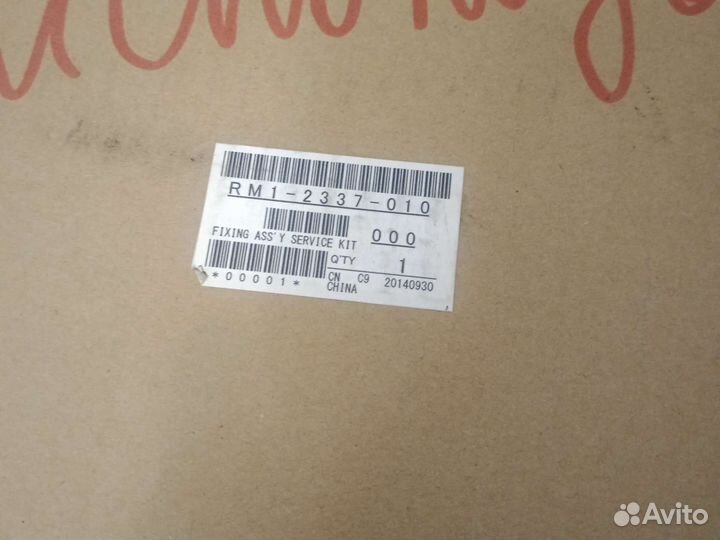 RM1-2337-010
FIXING ASS'Y SERVICE KIT 000
Q'TY 1
*00001* CN C9 20140930
CHINA
Avito